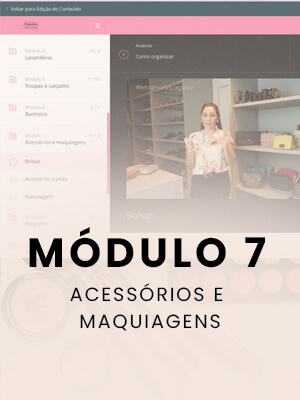 Voltar para Edição do Conteúdo
Módulo 4
Lavanderia
Módulo 5
Roupas e calçados
Módulo 6
Banheiro
Módulo 7
Acessórios e maquiagens
Bolsas
Acessórios e joias
Maquiagem
Anterior
Como organizar
Bolsas
MÓDULO 7
ACESSÓRIOS E
MAQUIAGENS